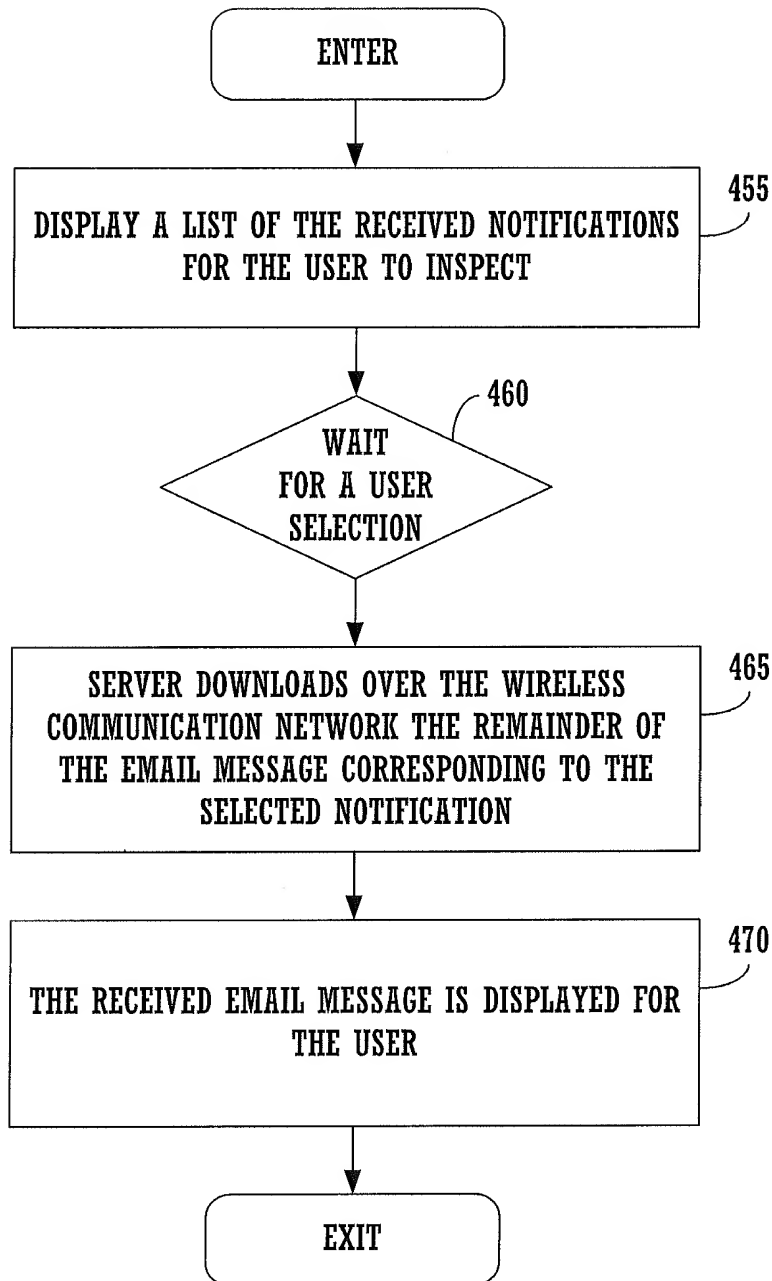 ENTER
455
DISPLAY A LIST OF THE RECEIVED NOTIFICATIONS
FOR THE USER TO INSPECT
460
WAIT
FOR A USER
SELECTION
465
SERVER DOWNLOADS OVER THE WIRELESS
COMMUNICATION NETWORK THE REMAINDER OF
THE EMAIL MESSAGE CORRESPONDING TO THE
SELECTED NOTIFICATION
470
THE RECEIVED EMAIL MESSAGE IS DISPLAYED FOR
THE USER
EXIT